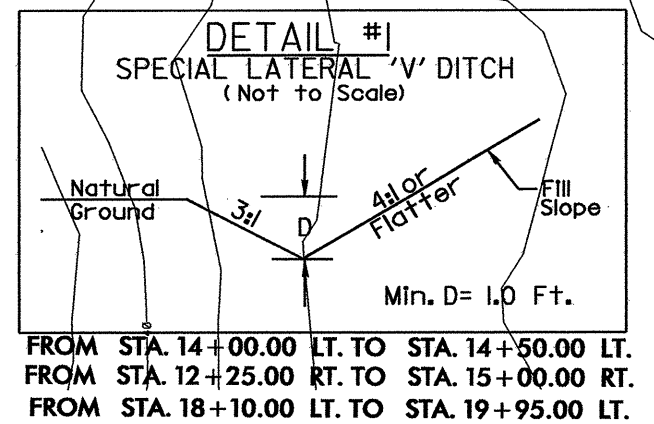 DETAIL #1
SPECIAL LATERAL 'V' DITCH
(Not to Scale)
Natural
Ground
3:1
D
4:1 or
Flatter
Fill
Slope
Min. D= 1.0 Ft.
FROM STA. 14+00.00 LT. TO STA. 14+50.00 LT.
FROM STA. 12+25.00 RT. TO STA. 15+00.00 RT.
FROM STA. 18+10.00 LT. TO STA. 19+95.00 LT.